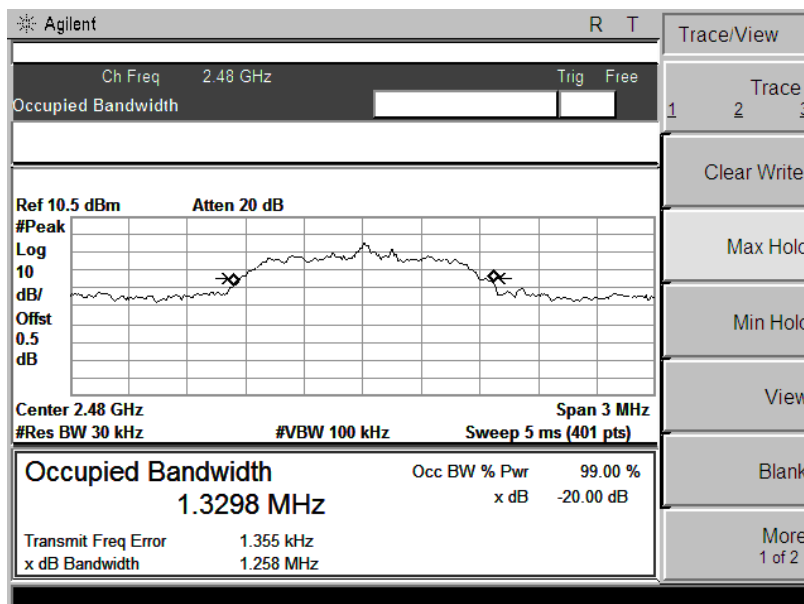 Agilent R T
Trace/View
Ch Freq 2.48 GHz Trig Free
Occupied Bandwidth
Trace
1 2 3
Clear Write
Max Hold
Min Hold
View
Blank
More
1 of 2
Ref 10.5 dBm Atten 20 dB
#Peak
Log
10
dB/
Offst
0.5
dB
Center 2.48 GHz Span 3 MHz
#Res BW 30 kHz #VBW 100 kHz Sweep 5 ms (401 pts)
Occupied Bandwidth
1.3298 MHz
Occ BW % Pwr 99.00 %
x dB -20.00 dB
Transmit Freq Error 1.355 kHz
x dB Bandwidth 1.258 MHz